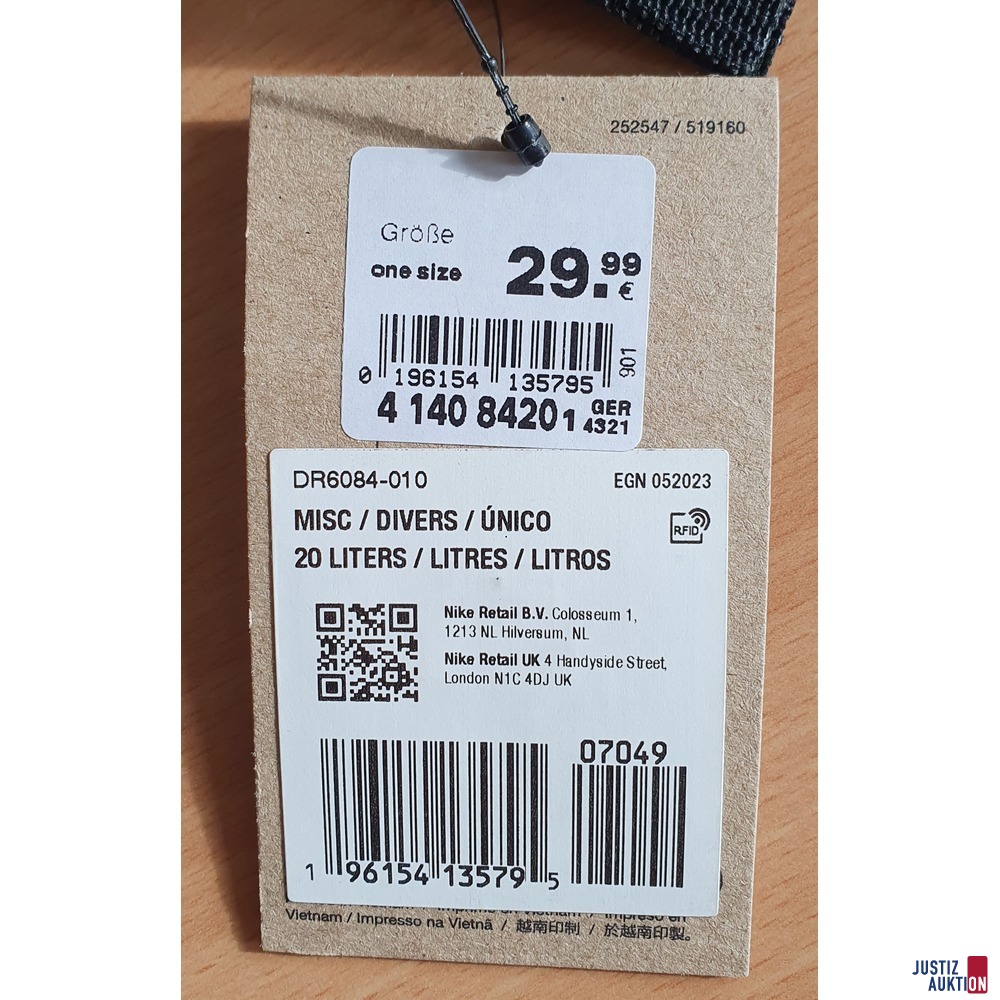 252547 / 519160
Größe
one size
29.99 €
901
0 196154 135795
4 140 8420 1 GER 4321
DR6084-010
EGN 052023
MISC / DIVERS / ÚNICO
RFID
20 LITERS / LITRES / LITROS
Nike Retail B.V. Colosseum 1,
1213 NL Hilversum, NL
Nike Retail UK 4 Handyside Street,
London N1C 4DJ UK
07049
1 96154 13579 5
Vietnam / Impresso na Vietnã / 越南印制 / 於越南印製。
JUSTIZ
AUKTION